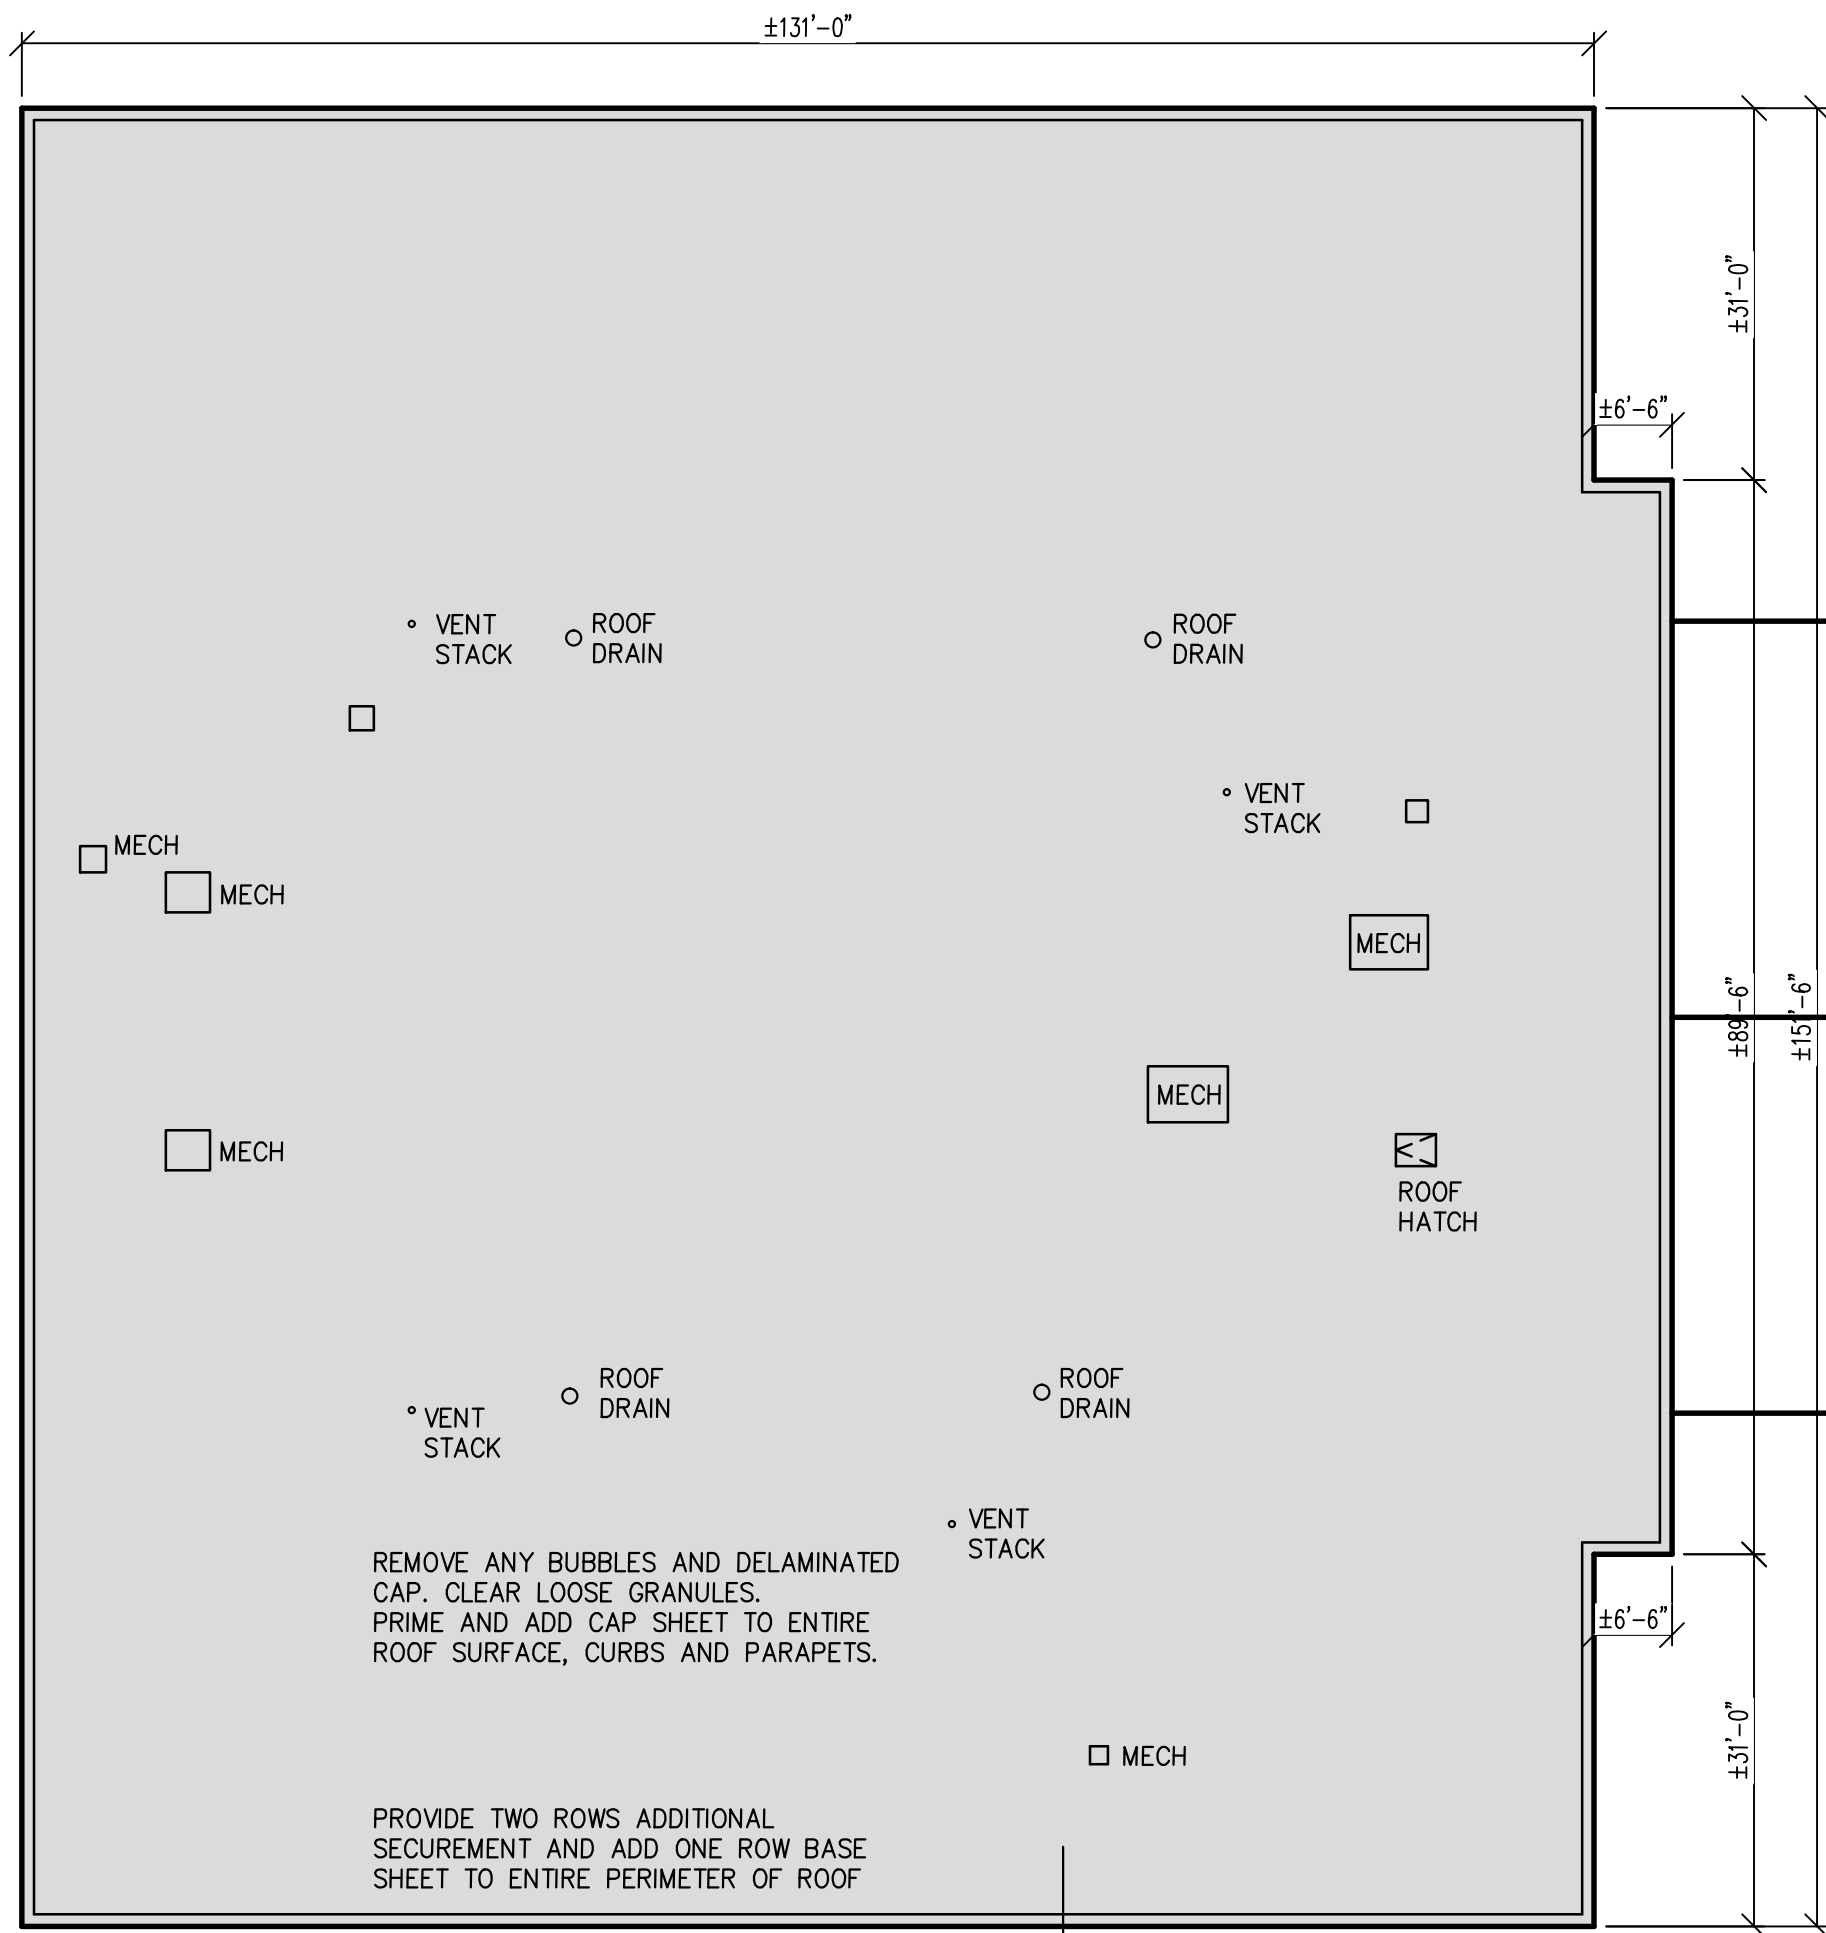 ±131'-0"
±31'-0"
±6'-6"
VENT
STACK
ROOF
DRAIN
ROOF
DRAIN
VENT
STACK
MECH
MECH
MECH
±89'-6"
±151'-6"
MECH
MECH
ROOF
HATCH
ROOF
DRAIN
ROOF
DRAIN
VENT
STACK
VENT
STACK
REMOVE ANY BUBBLES AND DELAMINATED
CAP. CLEAR LOOSE GRANULES.
PRIME AND ADD CAP SHEET TO ENTIRE
ROOF SURFACE, CURBS AND PARAPETS.
±6'-6"
±31'-0"
MECH
PROVIDE TWO ROWS ADDITIONAL
SECUREMENT AND ADD ONE ROW BASE
SHEET TO ENTIRE PERIMETER OF ROOF